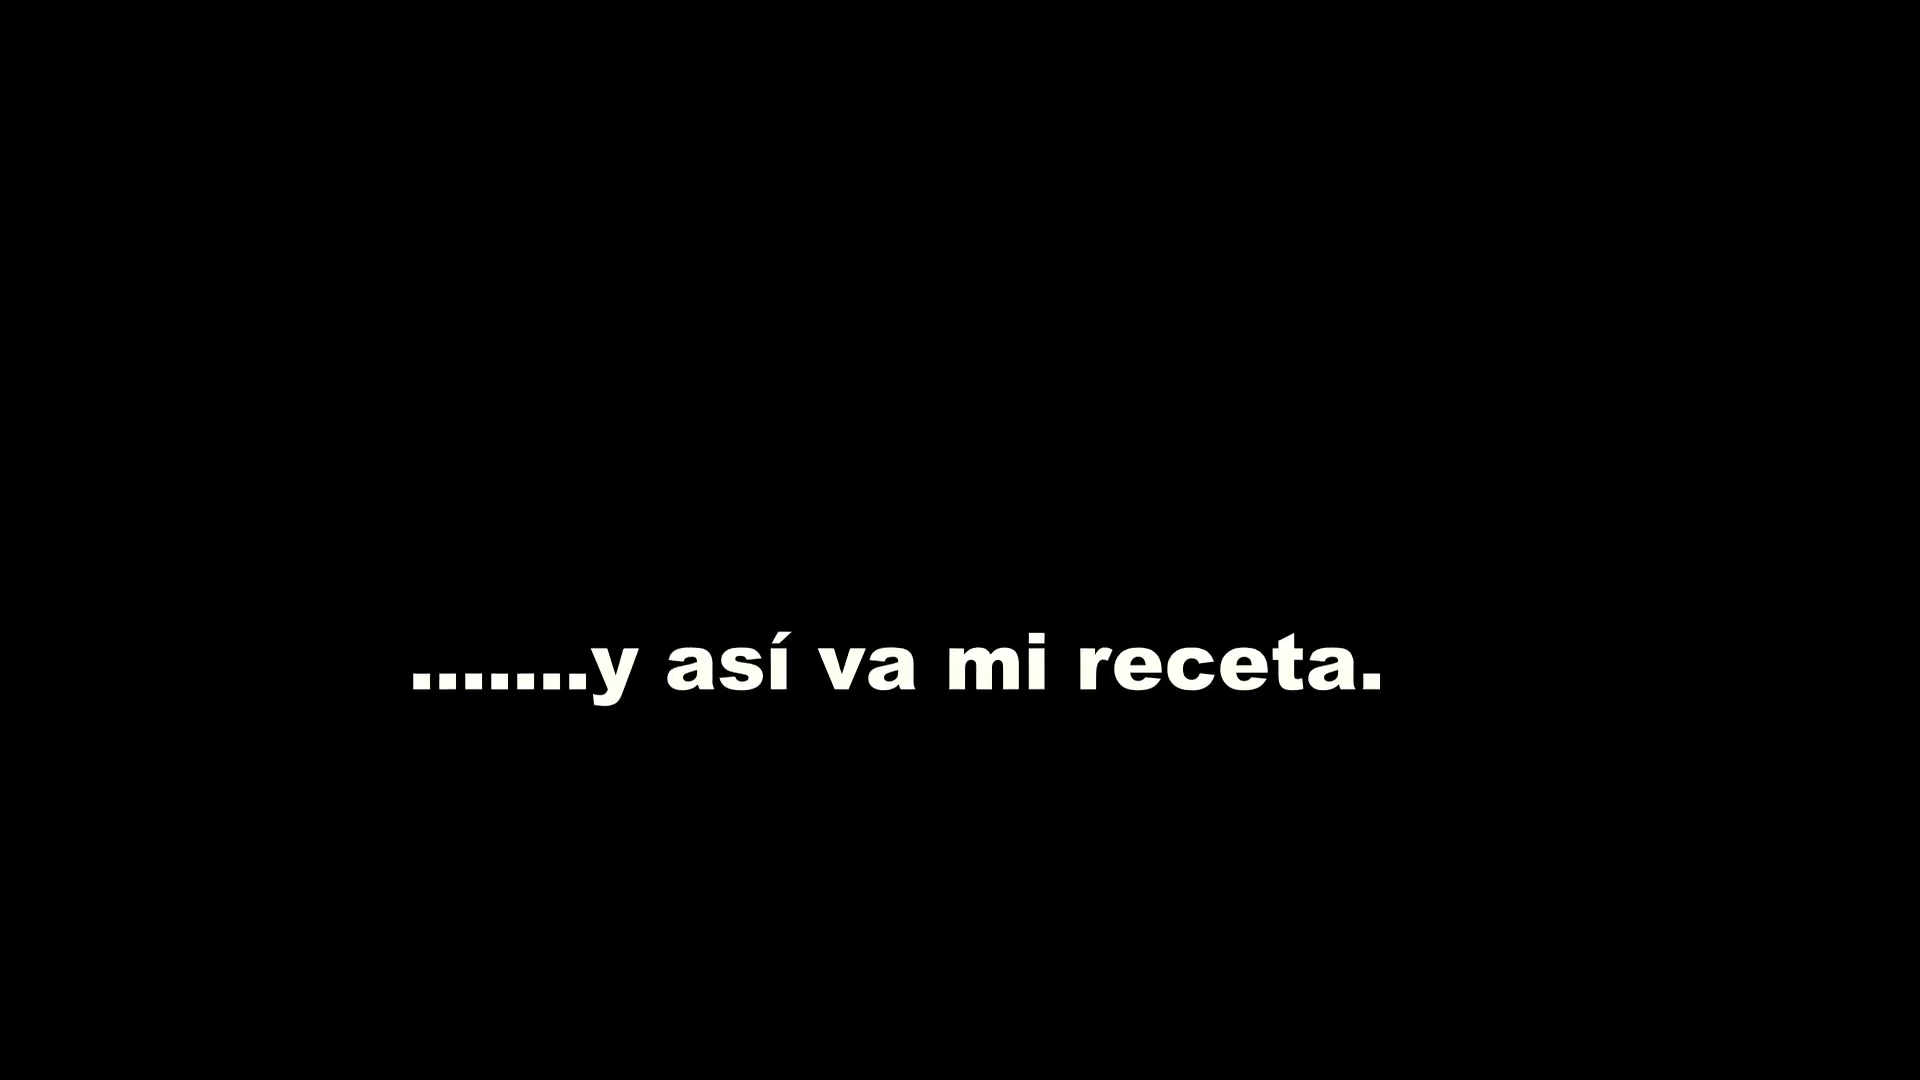 .......y así va mi receta.